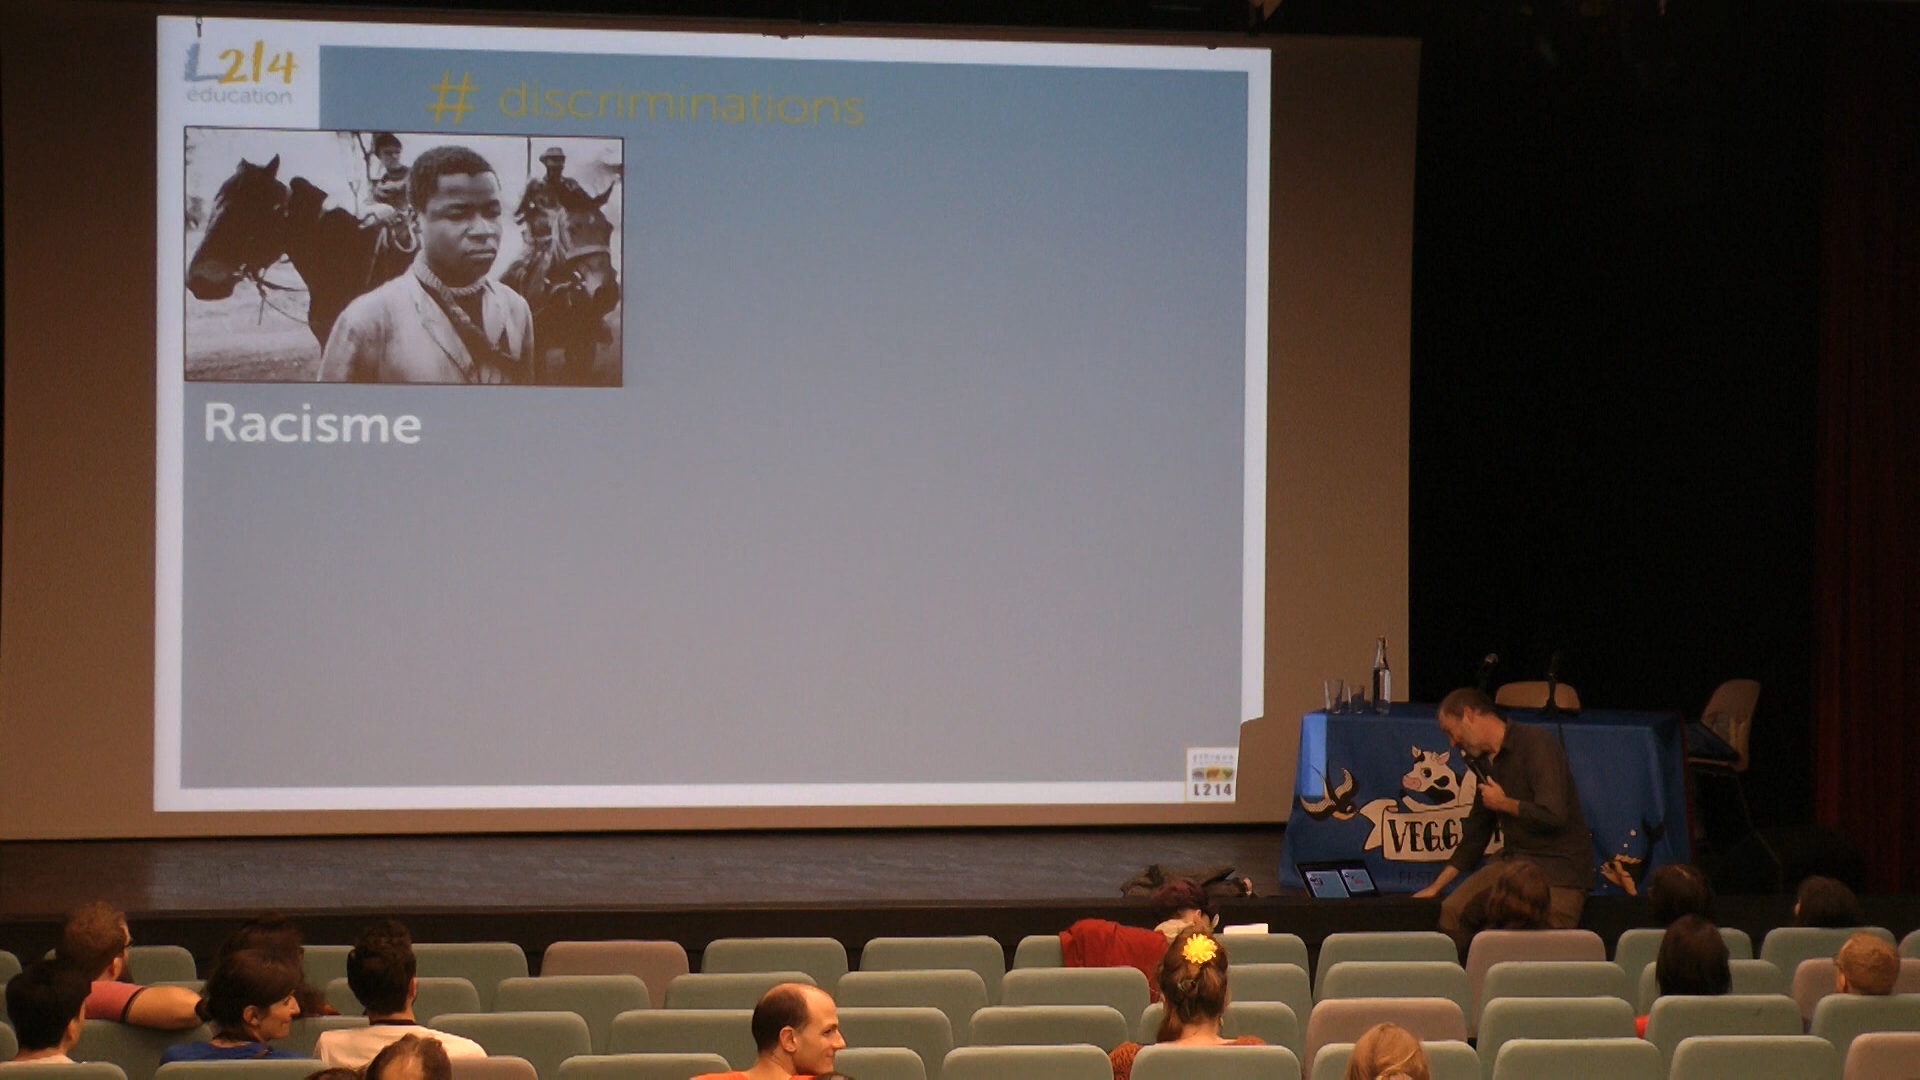 L214
éducation
# discriminations
Racisme
L214
VEGG